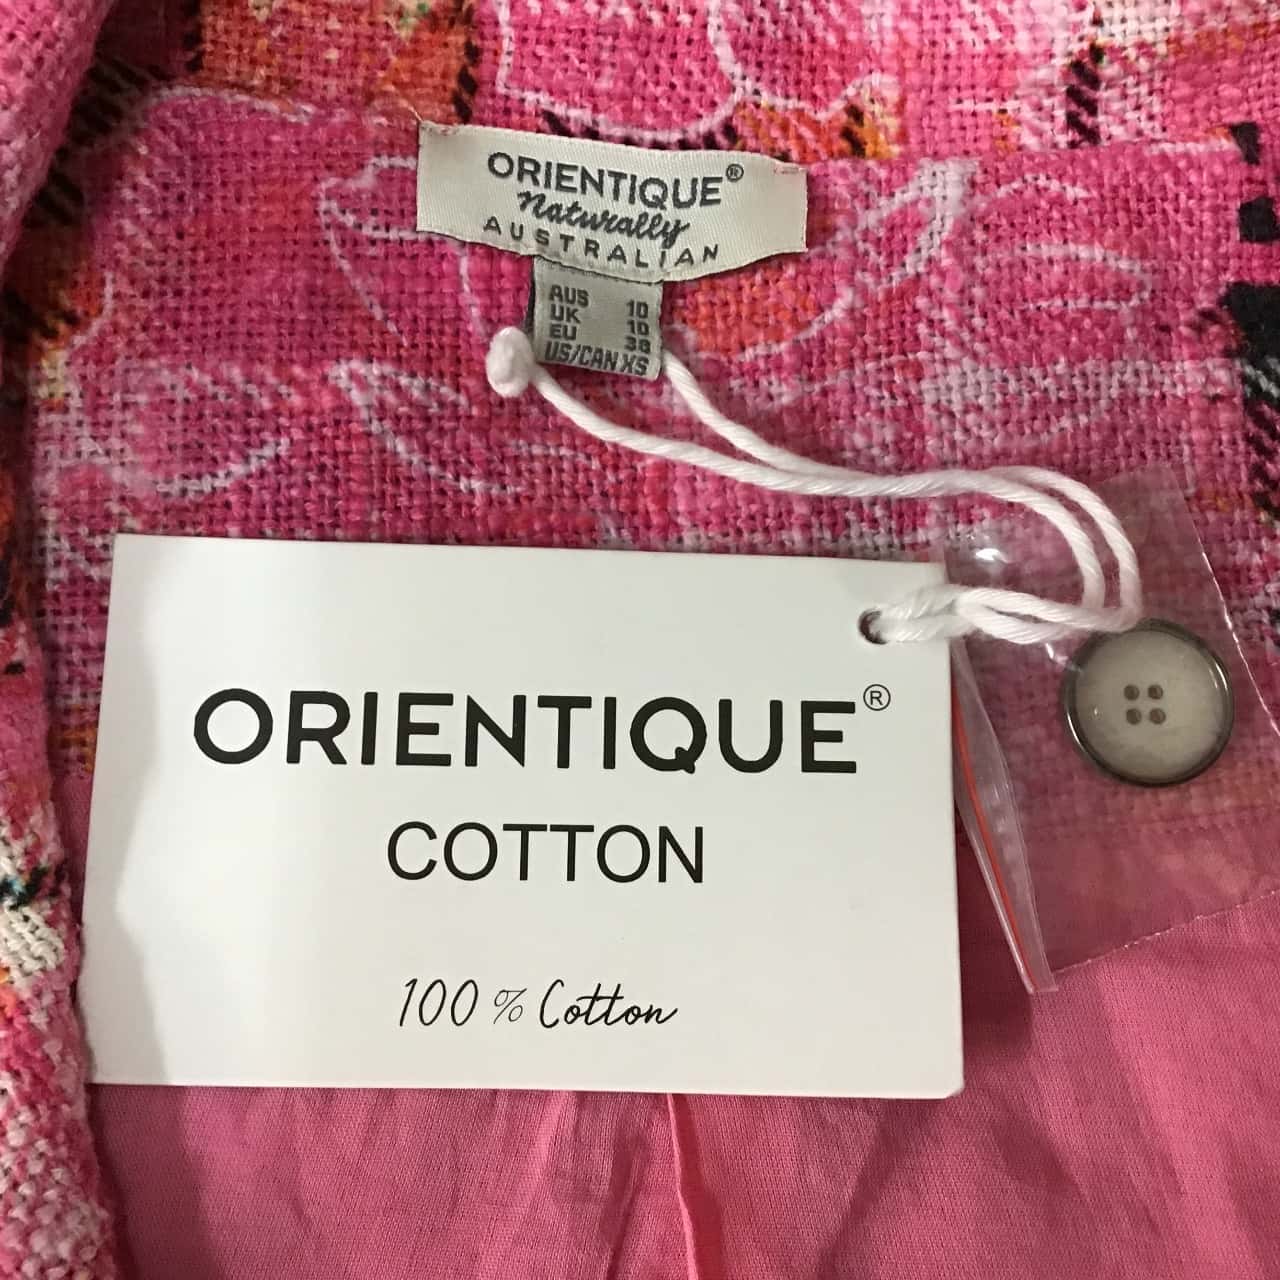 ORIENTIQUE®
Naturally
AUSTRALIAN
AUS 10
UK 10
EU 38
US/CAN XS
ORIENTIQUE®
COTTON
100% Cotton